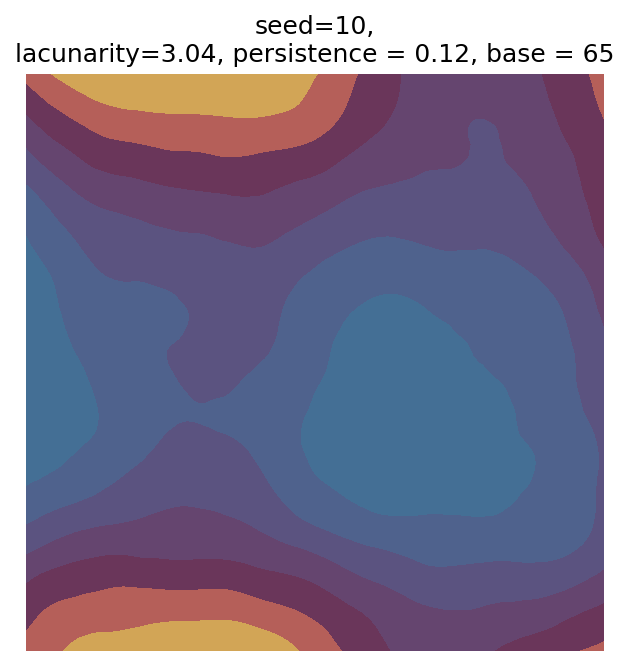 seed=10,
lacunarity=3.04, persistence = 0.12, base = 65